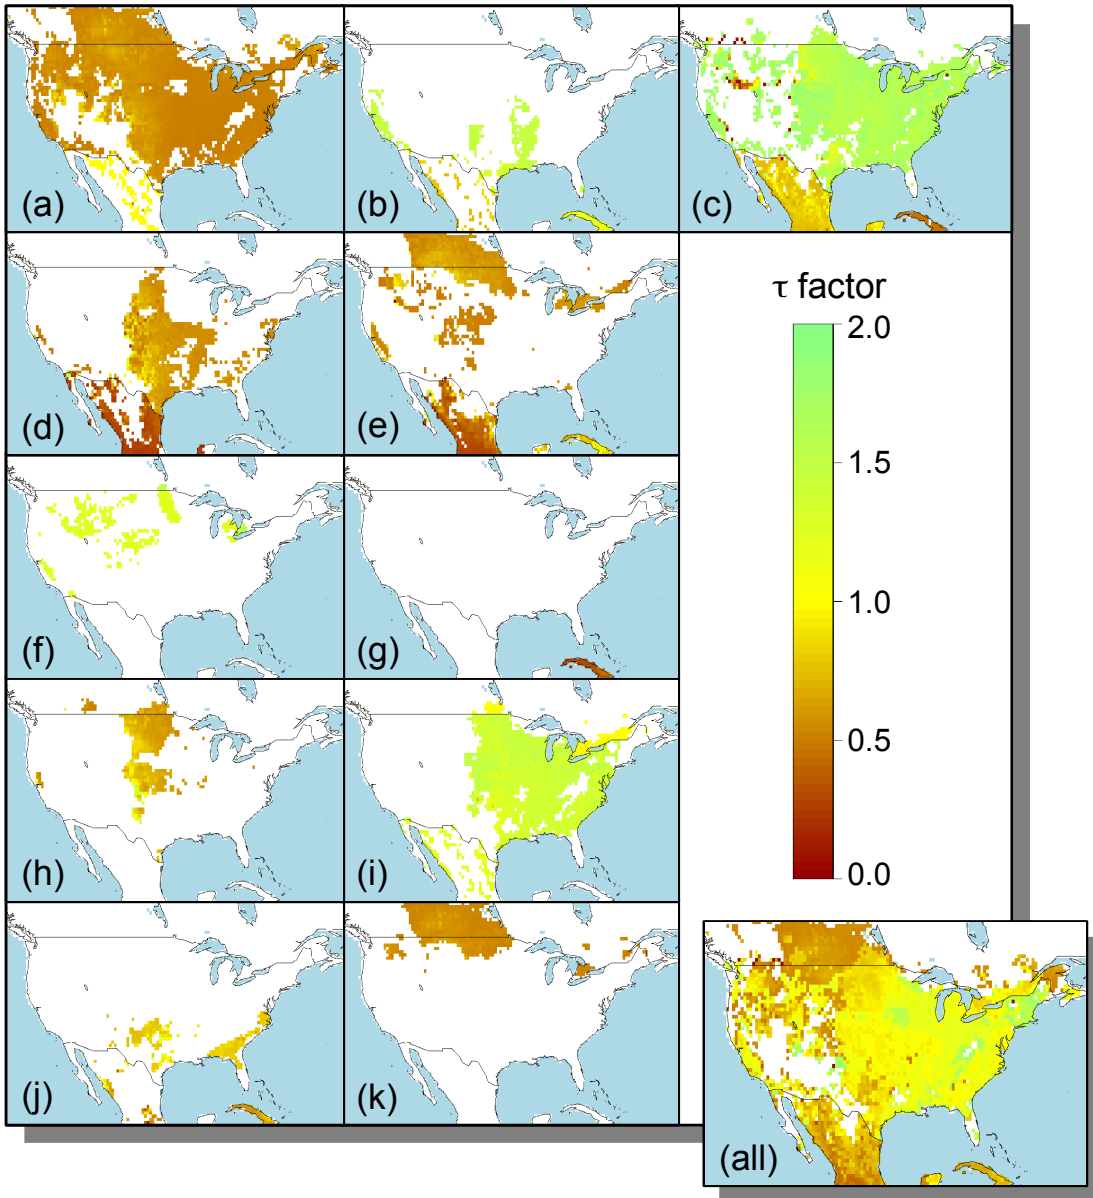 (a)
(b)
(c)
(d)
(e)
τ factor
2.0
1.5
1.0
0.5
0.0
(f)
(g)
(h)
(i)
(j)
(k)
(all)